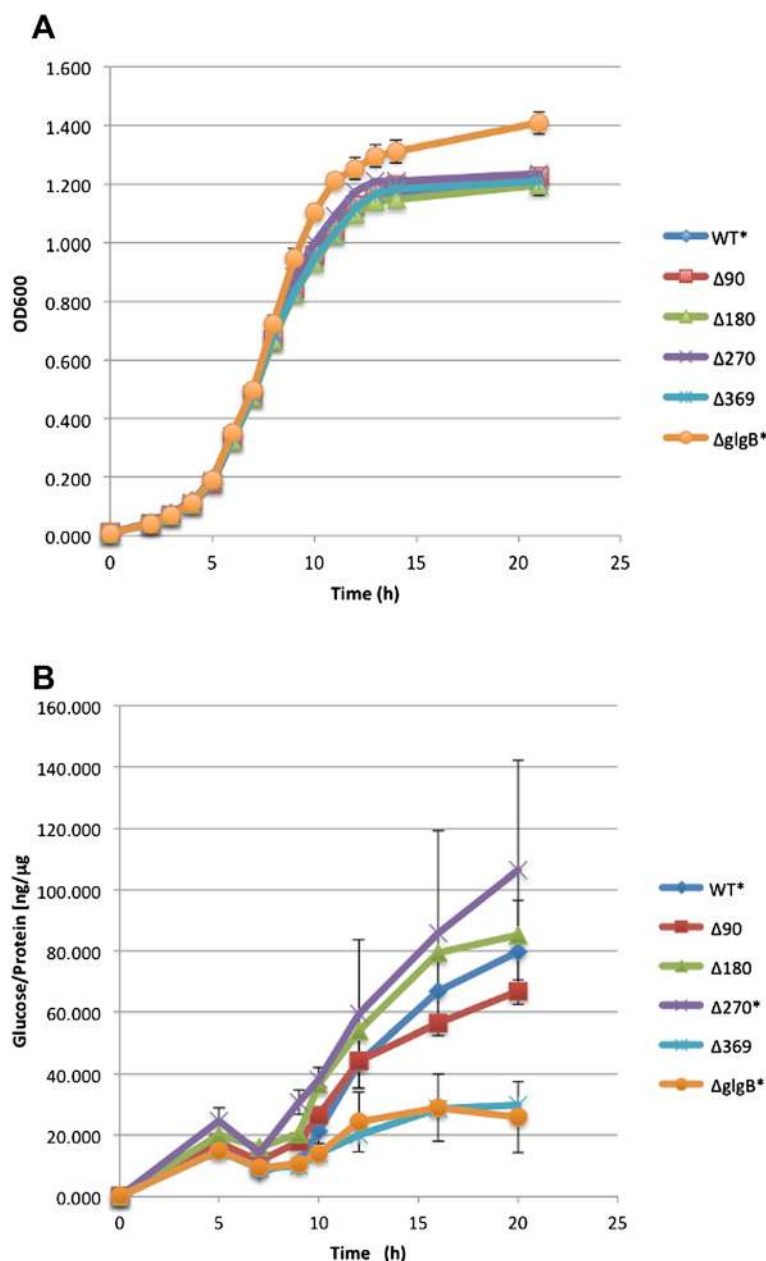 A
1.600
1.400
1.200
1.000
0.800
0.600
0.400
0.200
0.000
OD600
0 5 10 15 20 25
Time (h)
WT*
Δ90
Δ180
Δ270
Δ369
ΔglgB*
B
160.000
140.000
120.000
100.000
80.000
60.000
40.000
20.000
0.000
Glucose/Protein [ng/µg
0 5 10 15 20 25
Time (h)
WT*
Δ90
Δ180
Δ270*
Δ369
ΔglgB*